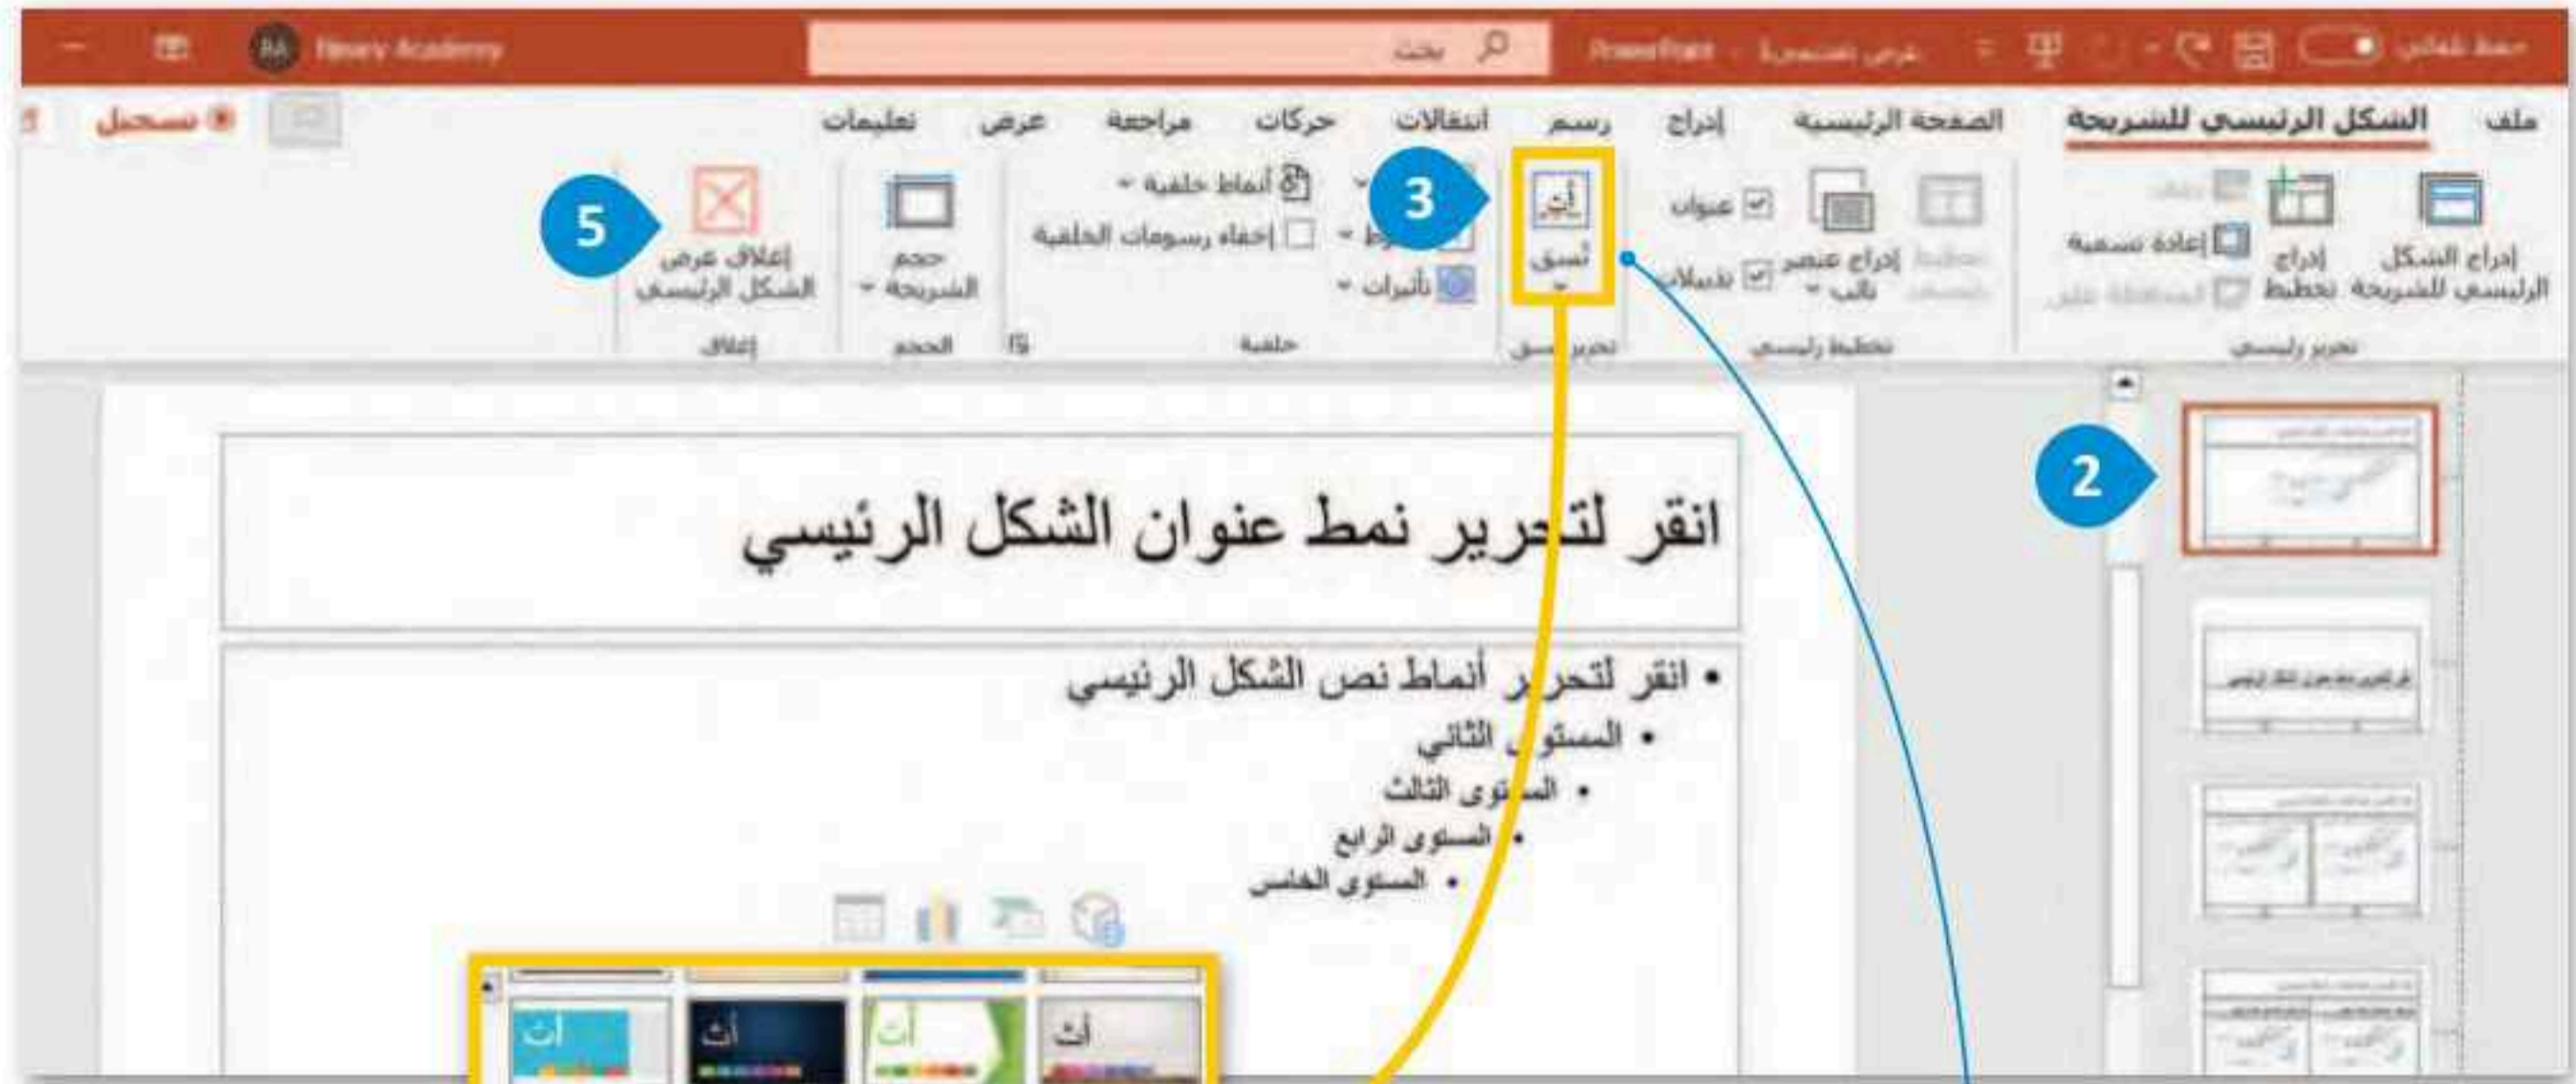 حفظ تلقائي
PowerPoint
بحث
Academy
ملف الشكل الرئيسي للشريحة الصفحة الرئيسية إدراج رسم انتقالات حركات مراجعة عرض تعليمات تسجيل
إدراج الشكل الرئيسي للشريحة
إدراج تخطيط
إعادة تسمية
إدراج عنصر نائب
عنوان
تذييلات
3
نسق
تأثيرات
أنماط خلفية
إخفاء رسومات الخلفية
حجم الشريحة
5
إغلاق عرض الشكل الرئيسي
تحرير رئيسي
تخطيط رئيسي
خلفية
الحجم
إغلاق
2
انقر لتحرير نمط عنوان الشكل الرئيسي
• انقر لتحرير أنماط نص الشكل الرئيسي
• المستوى الثاني
• المستوى الثالث
• المستوى الرابع
• المستوى الخامس
أث
أث
أث
أث